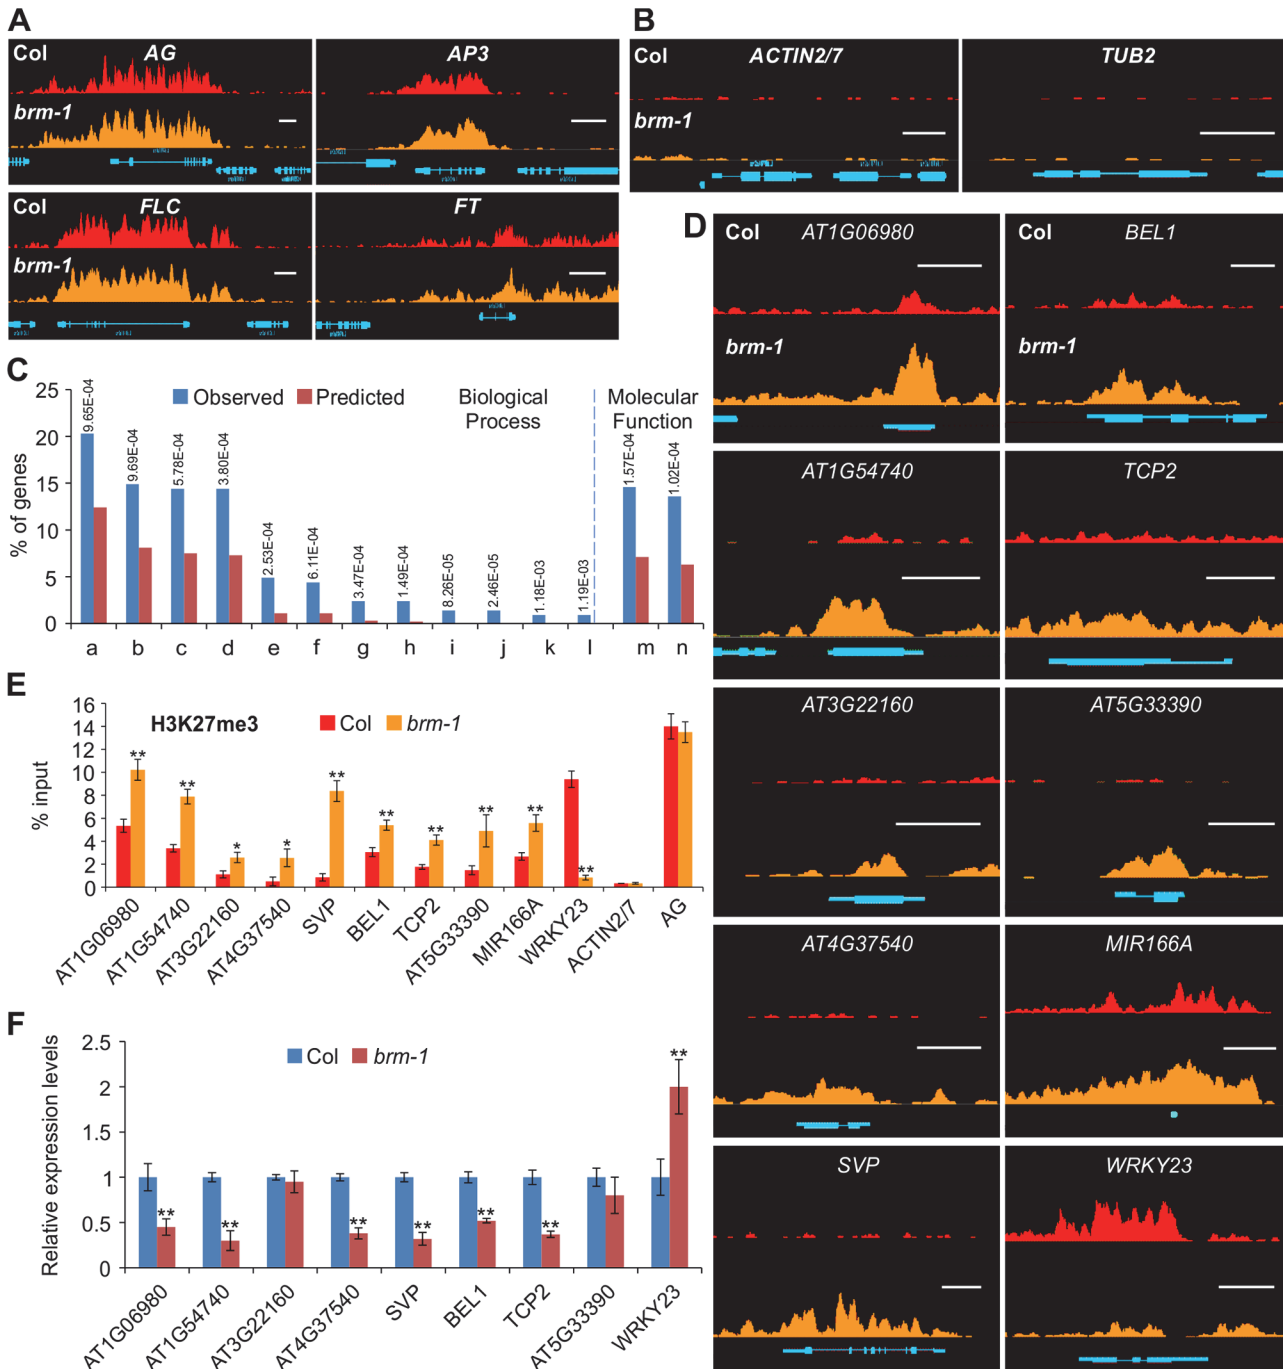 A
Col
AG
brm-1
AP3
Col
FLC
brm-1
FT
B
Col
ACTIN2/7
brm-1
TUB2
C
25
20
15
10
5
0
% of genes
Observed
Predicted
Biological
Process
Molecular
Function
9.65E-04
9.69E-04
5.78E-04
3.80E-04
2.53E-04
6.11E-04
3.47E-04
1.49E-04
8.26E-05
2.46E-05
1.18E-03
1.19E-03
1.57E-04
1.02E-04
a b c d e f g h i j k l m n
D
Col
AT1G06980
brm-1
Col
BEL1
brm-1
AT1G54740
TCP2
AT3G22160
AT5G33390
AT4G37540
MIR166A
SVP
WRKY23
E
16
14
12
10
8
6
4
2
0
% input
H3K27me3
Col
brm-1
**
**
*
*
**
**
**
**
**
**
AT1G06980
AT1G54740
AT3G22160
AT4G37540
SVP
BEL1
TCP2
AT5G33390
MIR166A
WRKY23
ACTIN2/7
AG
F
2.5
2
1.5
1
0.5
0
Relative expression levels
Col
brm-1
**
**
**
**
**
**
**
AT1G06980
AT1G54740
AT3G22160
AT4G37540
SVP
BEL1
TCP2
AT5G33390
WRKY23